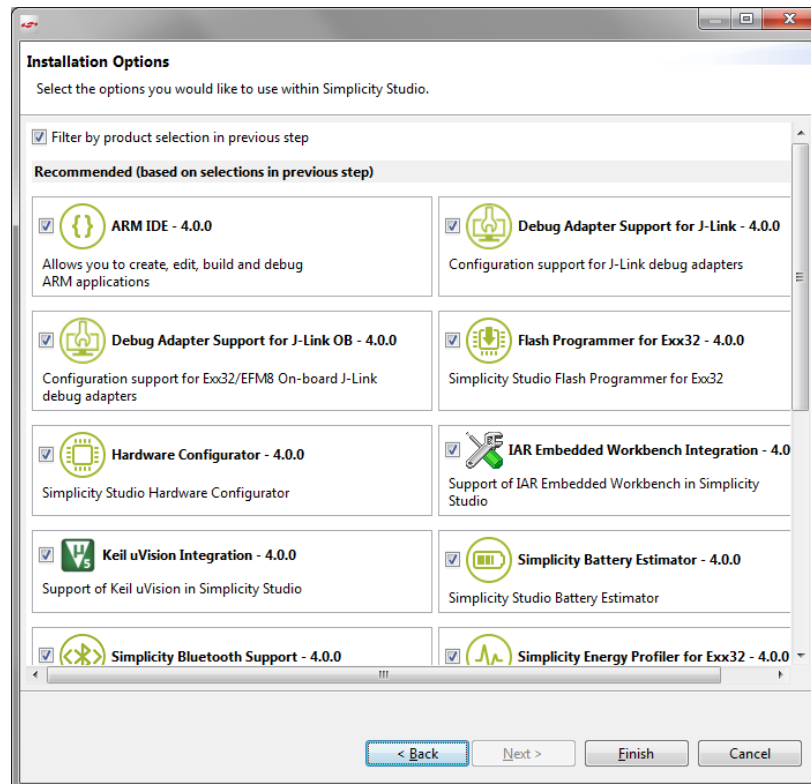 Installation Options
Select the options you would like to use within Simplicity Studio.
Filter by product selection in previous step
Recommended (based on selections in previous step)
ARM IDE - 4.0.0
Allows you to create, edit, build and debug
ARM applications
Debug Adapter Support for J-Link - 4.0.0
Configuration support for J-Link debug adapters
Debug Adapter Support for J-Link OB - 4.0.0
Configuration support for Exx32/EFM8 On-board J-Link
debug adapters
Flash Programmer for Exx32 - 4.0.0
Simplicity Studio Flash Programmer for Exx32
Hardware Configurator - 4.0.0
Simplicity Studio Hardware Configurator
IAR Embedded Workbench Integration - 4.0
Support of IAR Embedded Workbench in Simplicity
Studio
Keil uVision Integration - 4.0.0
Support of Keil uVision in Simplicity Studio
Simplicity Battery Estimator - 4.0.0
Simplicity Studio Battery Estimator
Simplicity Bluetooth Support - 4.0.0
Simplicity Energy Profiler for Exx32 - 4.0.0
< Back
Next >
Finish
Cancel